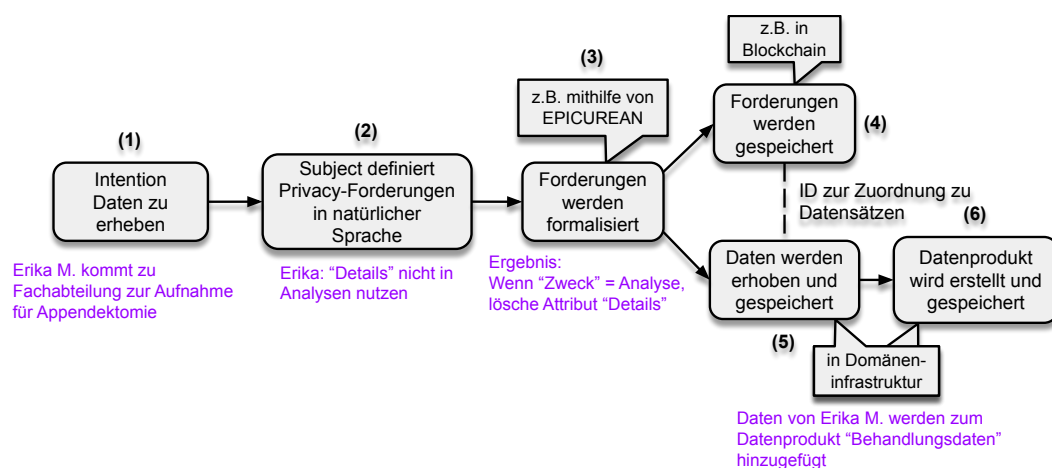 (1)
Intention
Daten zu
erheben
Erika M. kommt zu
Fachabteilung zur Aufnahme
für Appendektomie
(2)
Subject definiert
Privacy-Forderungen
in natürlicher
Sprache
Erika: “Details” nicht in
Analysen nutzen
(3)
z.B. mithilfe von
EPICUREAN
Forderungen
werden
formalisiert
Ergebnis:
Wenn “Zweck” = Analyse,
lösche Attribut “Details”
z.B. in
Blockchain
Forderungen
werden
gespeichert
(4)
ID zur Zuordnung zu
Datensätzen
Daten werden
erhoben und
gespeichert
(5)
(6)
Datenprodukt
wird erstellt und
gespeichert
in Domänen-
infrastruktur
Daten von Erika M. werden zum
Datenprodukt “Behandlungsdaten”
hinzugefügt